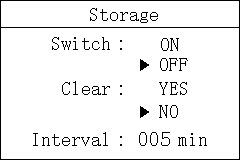 Storage
Switch : ON
▶ OFF
Clear : YES
▶ NO
Interval : 005 min